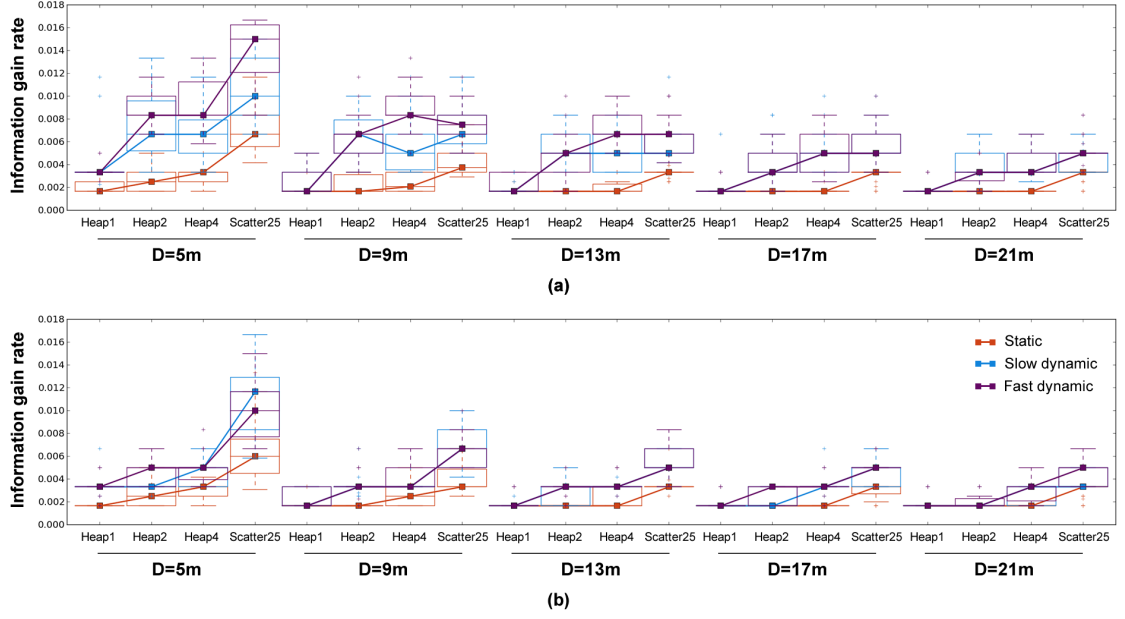 0.018
0.016
0.014
0.012
0.010
0.008
0.006
0.004
0.002
0.000
Information gain rate
Heap1 Heap2 Heap4 Scatter25 Heap1 Heap2 Heap4 Scatter25 Heap1 Heap2 Heap4 Scatter25 Heap1 Heap2 Heap4 Scatter25 Heap1 Heap2 Heap4 Scatter25
D=5m D=9m D=13m D=17m D=21m
(a)
0.018
0.016
0.014
0.012
0.010
0.008
0.006
0.004
0.002
0.000
Information gain rate
Static
Slow dynamic
Fast dynamic
Heap1 Heap2 Heap4 Scatter25 Heap1 Heap2 Heap4 Scatter25 Heap1 Heap2 Heap4 Scatter25 Heap1 Heap2 Heap4 Scatter25 Heap1 Heap2 Heap4 Scatter25
D=5m D=9m D=13m D=17m D=21m
(b)